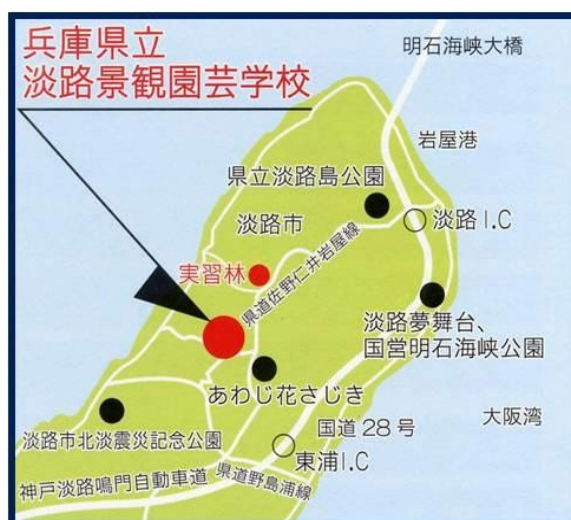 兵庫県立
淡路景観園芸学校
明石海峡大橋
岩屋港
県立淡路島公園
淡路市
淡路I.C
実習林
県道佐野仁井岩屋線
淡路夢舞台、
国営明石海峡公園
あわじ花さじき
大阪湾
淡路市北淡震災記念公園
国道28号
東浦I.C
神戸淡路鳴門自動車道
県道野島浦線